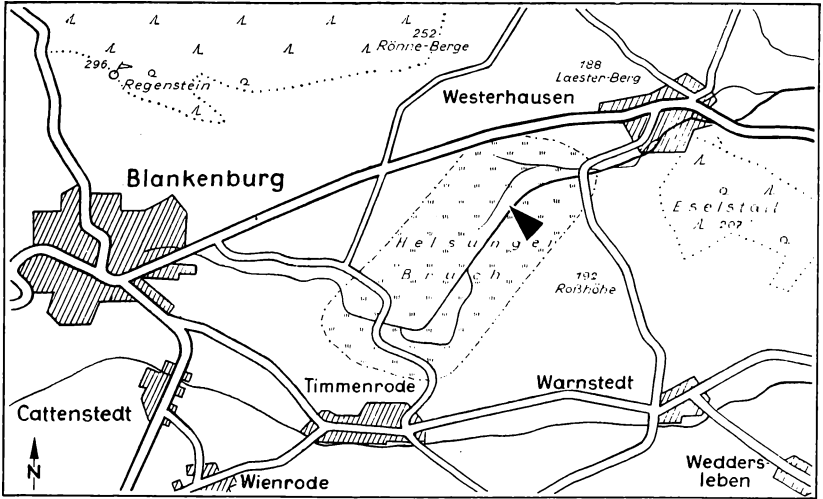 252
Rönne-Berge
296
Regenstein
188
Laester-Berg
Westerhausen
Blankenburg
Eselstall
207
Helsunger
Bruch
192
Roßhöhe
Timmenrode
Warnstedt
Cattenstedt
N
Wienrode
Wedders-
leben